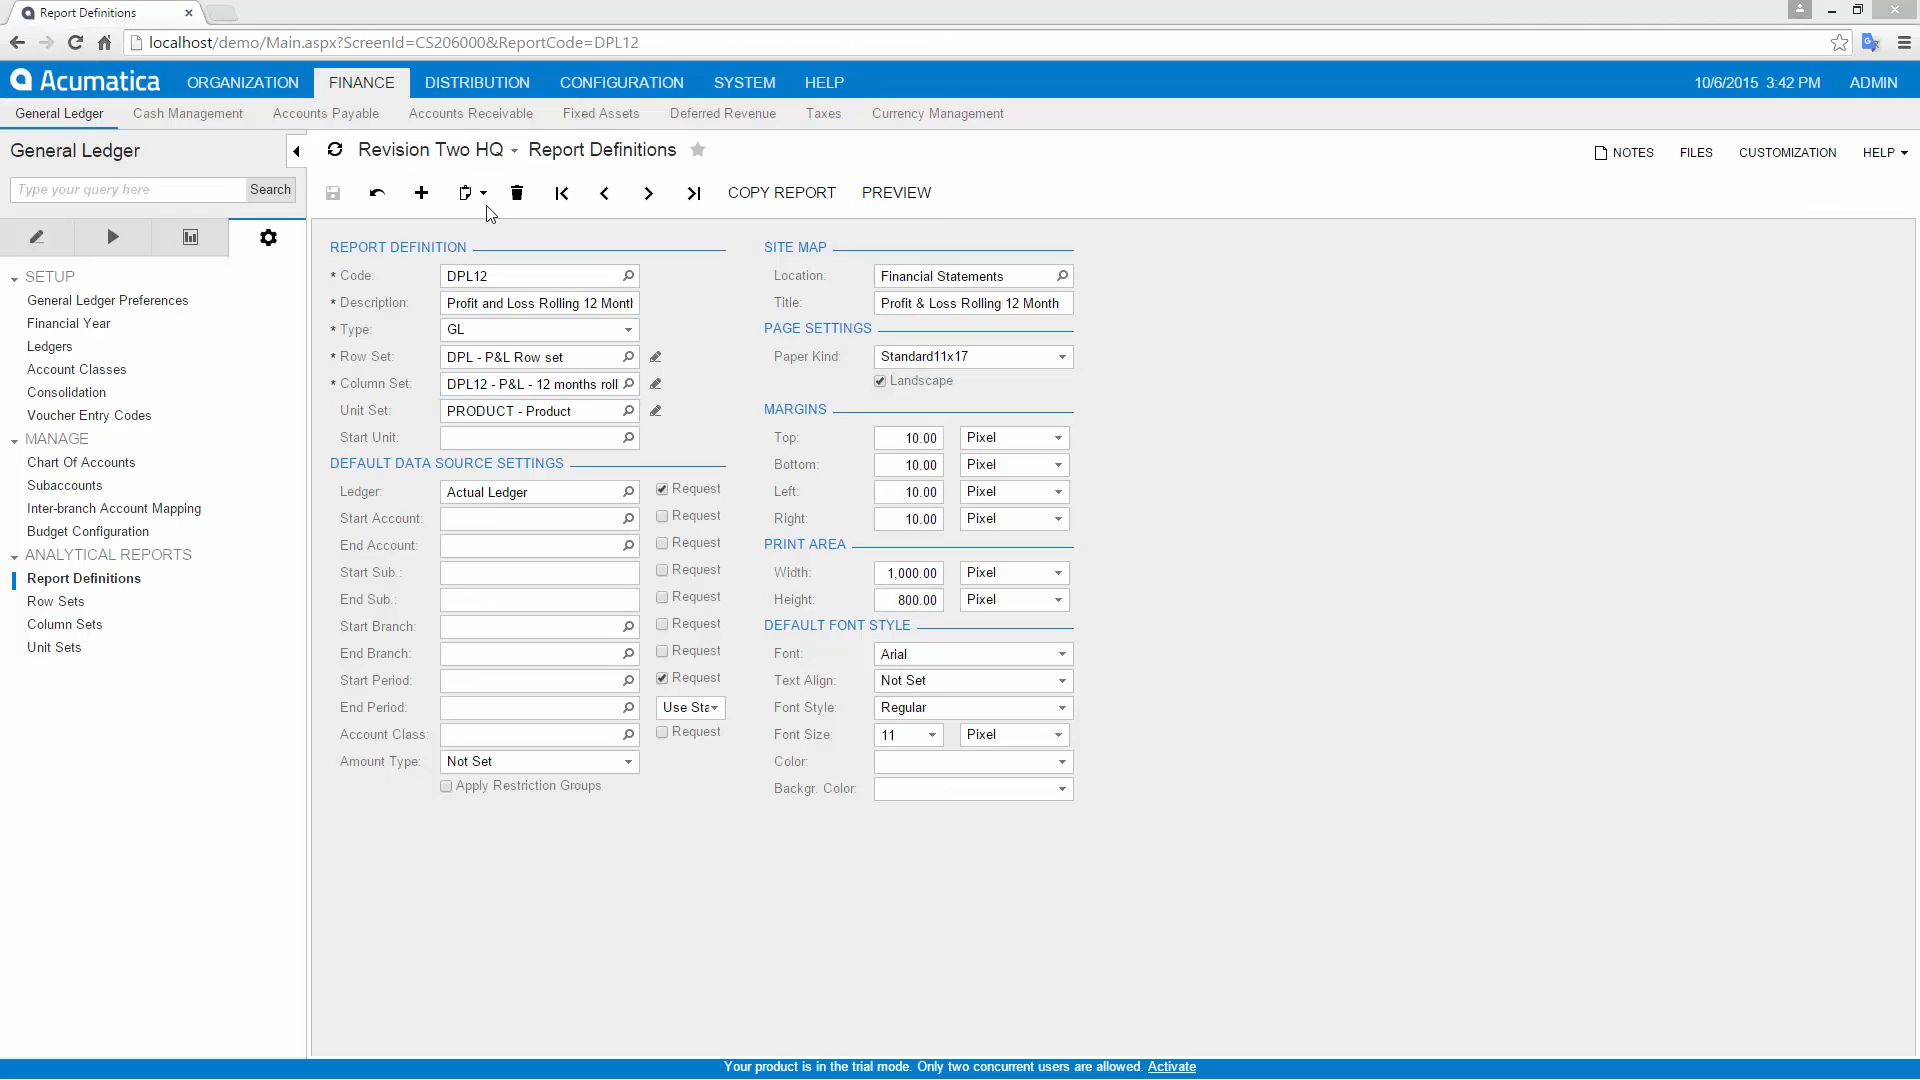 Report Definitions
localhost/demo/Main.aspx?ScreenId=CS206000&ReportCode=DPL12
Acumatica ORGANIZATION FINANCE DISTRIBUTION CONFIGURATION SYSTEM HELP 10/6/2015 3:42 PM ADMIN
General Ledger Cash Management Accounts Payable Accounts Receivable Fixed Assets Deferred Revenue Taxes Currency Management
General Ledger
Revision Two HQ Report Definitions
NOTES FILES CUSTOMIZATION HELP
Type your query here Search
COPY REPORT PREVIEW
SETUP
General Ledger Preferences
Financial Year
Ledgers
Account Classes
Consolidation
Voucher Entry Codes
MANAGE
Chart Of Accounts
Subaccounts
Inter-branch Account Mapping
Budget Configuration
ANALYTICAL REPORTS
Report Definitions
Row Sets
Column Sets
Unit Sets
REPORT DEFINITION
* Code: DPL12
* Description: Profit and Loss Rolling 12 Month
* Type: GL
* Row Set: DPL - P&L Row set
* Column Set: DPL12 - P&L - 12 months roll
Unit Set: PRODUCT - Product
Start Unit:
DEFAULT DATA SOURCE SETTINGS
Ledger: Actual Ledger Request
Start Account: Request
End Account: Request
Start Sub.: Request
End Sub.: Request
Start Branch: Request
End Branch: Request
Start Period: Request
End Period: Use Sta
Account Class: Request
Amount Type: Not Set
Apply Restriction Groups
SITE MAP
Location: Financial Statements
Title: Profit & Loss Rolling 12 Month
PAGE SETTINGS
Paper Kind: Standard11x17
Landscape
MARGINS
Top: 10.00 Pixel
Bottom: 10.00 Pixel
Left: 10.00 Pixel
Right: 10.00 Pixel
PRINT AREA
Width: 1,000.00 Pixel
Height: 800.00 Pixel
DEFAULT FONT STYLE
Font: Arial
Text Align: Not Set
Font Style: Regular
Font Size: 11 Pixel
Color:
Backgr. Color:
Your product is in the trial mode. Only two concurrent users are allowed. Activate